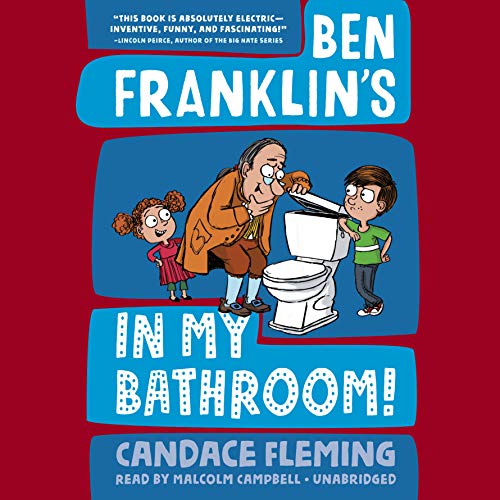 "THIS BOOK IS ABSOLUTELY ELECTRIC—
INVENTIVE, FUNNY, AND FASCINATING!"
–LINCOLN PEIRCE, AUTHOR OF THE BIG NATE SERIES
BEN
FRANKLIN'S
IN MY
BATHROOM!
CANDACE FLEMING
READ BY MALCOLM CAMPBELL • UNABRIDGED